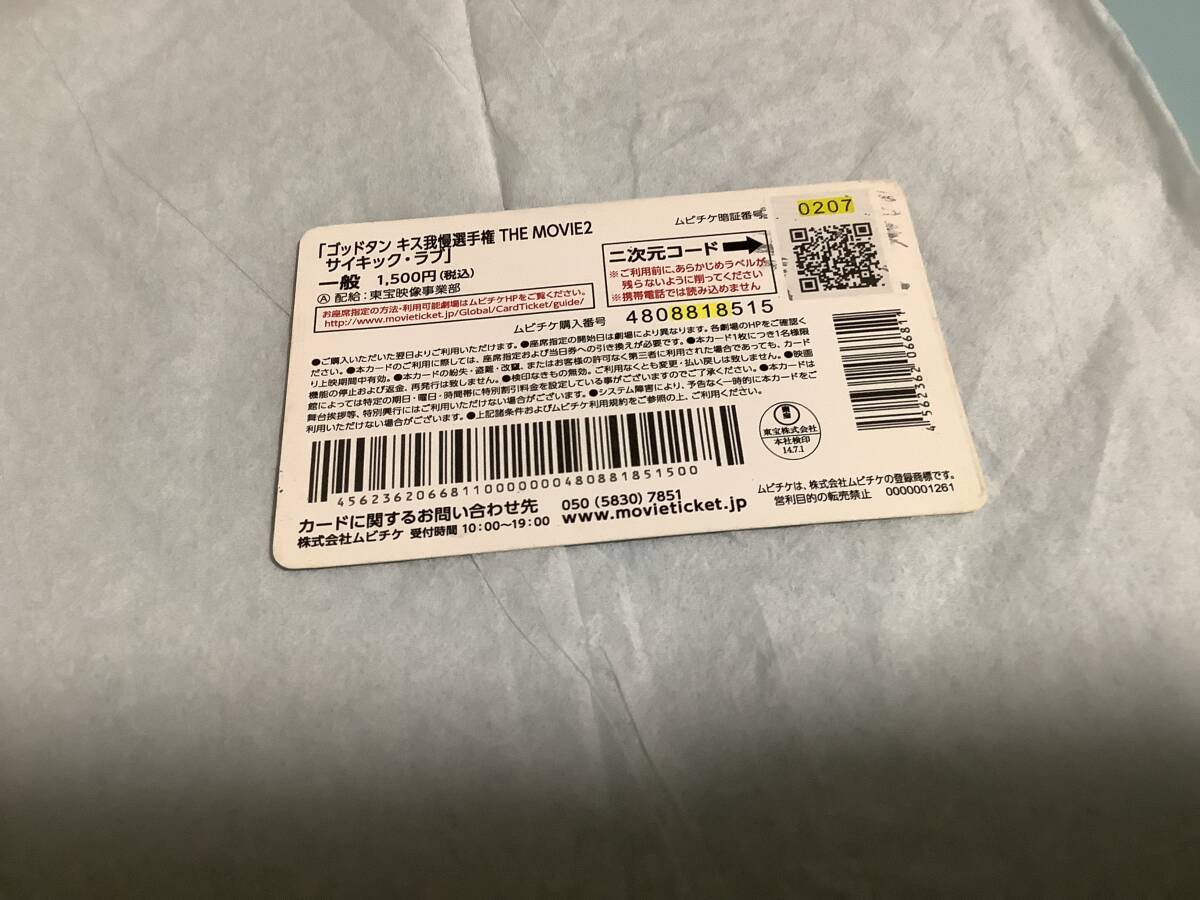 「ゴッドタン キス我慢選手権 THE MOVIE2
サイキック・ラブ」
一般 1,500円(税込)
Ⓐ 配給：東宝映像事業部
お座席指定の方法・利用可能劇場はムビチケHPをご覧ください。
http://www.movieticket.jp/Global/CardTicket/guide/
ムビチケ暗証番号
0207
二次元コード
※ご利用前に、あらかじめラベルが
残らないように削ってください
※携帯電話では読み込めません
ムビチケ購入番号 4808818515
●ご購入いただいた翌日よりご利用いただけます。●座席指定の開始日は劇場により異なります。各劇場のHPをご確認く
ださい。●本カードのご利用に際しては、座席指定および当日券への引き換えが必要です。●本カード1枚につき1名様限
り上映期間中有効。●本カードの紛失・盗難・改竄、またはお客様の許可なく第三者に利用された場合であっても、カード
機能の停止および返金、再発行は致しません。●検印なきもの無効。ご利用なくとも変更・払い戻しは致しません。●映画
館によっては特定の期日・曜日・時間帯に特別割引料金を設定している事がございますのでご了承ください。●本カードは
舞台挨拶等、特別興行にはご利用いただけない場合がございます。●システム障害により、予告なく一時的に本カードをご
利用いただけない場合がございます。●上記諸条件およびムビチケ利用規約をご参照の上、ご利用ください。
4562362066811000000004808818515​00
4562362066811
東宝株式会社
本社検印
14.7.1
カードに関するお問い合わせ先 050 (5830) 7851
株式会社ムビチケ 受付時間 10:00〜19:00 www.movieticket.jp
ムビチケは、株式会社ムビチケの登録商標です。
営利目的の転売禁止 0000001261